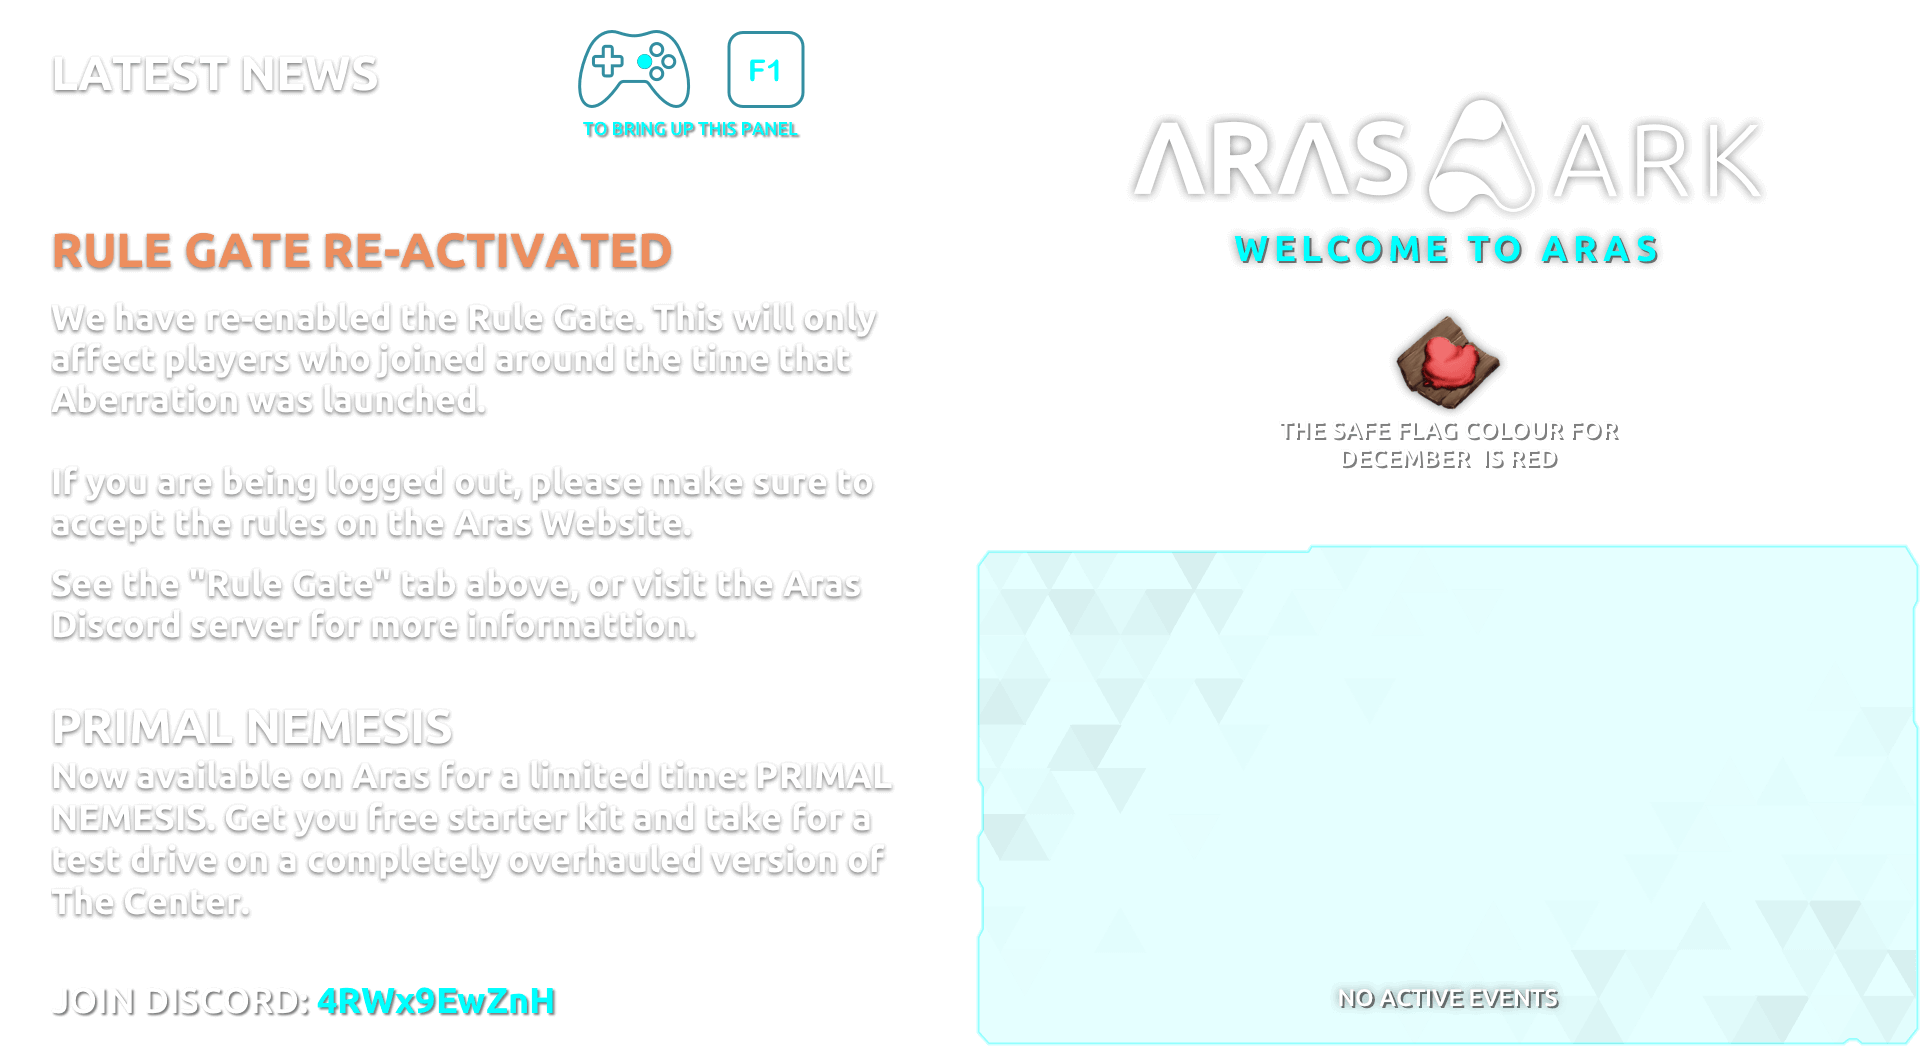 LATEST NEWS
F1
TO BRING UP THIS PANEL
RULE GATE RE-ACTIVATED
We have re-enabled the Rule Gate. This will only
affect players who joined around the time that
Aberration was launched.
If you are being logged out, please make sure to
accept the rules on the Aras Website.
See the "Rule Gate" tab above, or visit the Aras
Discord server for more informattion.
PRIMAL NEMESIS
Now available on Aras for a limited time: PRIMAL
NEMESIS. Get you free starter kit and take for a
test drive on a completely overhauled version of
The Center.
JOIN DISCORD: 4RWx9EwZnH
ARAS ARK
WELCOME TO ARAS
THE SAFE FLAG COLOUR FOR
DECEMBER IS RED
NO ACTIVE EVENTS